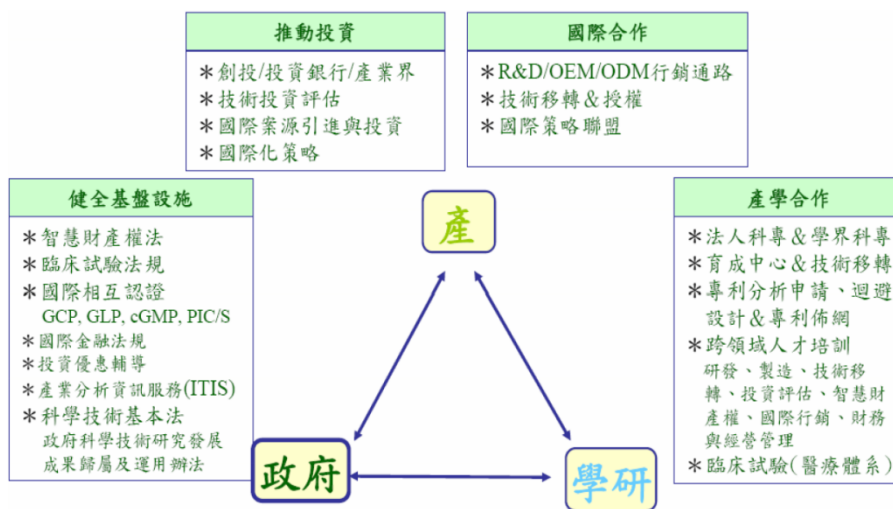 推動投資
＊創投/投資銀行/產業界
＊技術投資評估
＊國際案源引進與投資
＊國際化策略
國際合作
＊R&D/OEM/ODM行銷通路
＊技術移轉＆授權
＊國際策略聯盟
健全基盤設施
＊智慧財產權法
＊臨床試驗法規
＊國際相互認證
GCP, GLP, cGMP, PIC/S
＊國際金融法規
＊投資優惠輔導
＊產業分析資訊服務(ITIS)
＊科學技術基本法
政府科學技術研究發展
成果歸屬及運用辦法
產
產學合作
＊法人科專＆學界科專
＊育成中心＆技術移轉
＊專利分析申請、迴避
設計＆專利佈網
＊跨領域人才培訓
研發、製造、技術移
轉、投資評估、智慧財
產權、國際行銷、財務
與經營管理
＊臨床試驗(醫療體系)
政府
學研